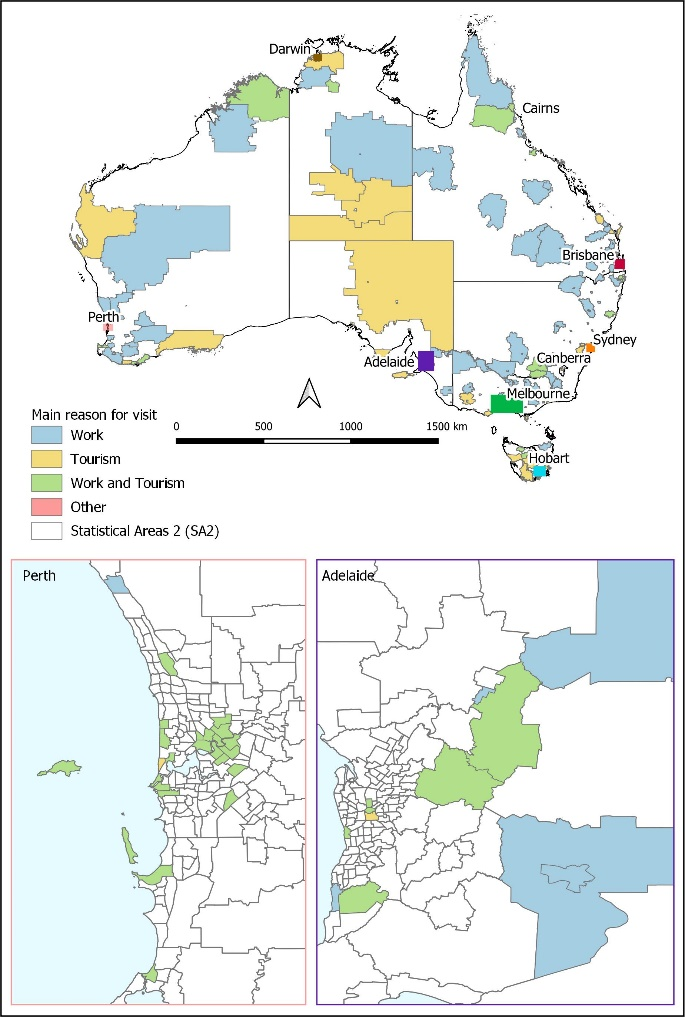 Darwin
Cairns
Brisbane
Perth
Sydney
Adelaide
Canberra
Melbourne
Hobart
Main reason for visit
Work
Tourism
Work and Tourism
Other
Statistical Areas 2 (SA2)
0 500 1000 1500 km
Perth
Adelaide